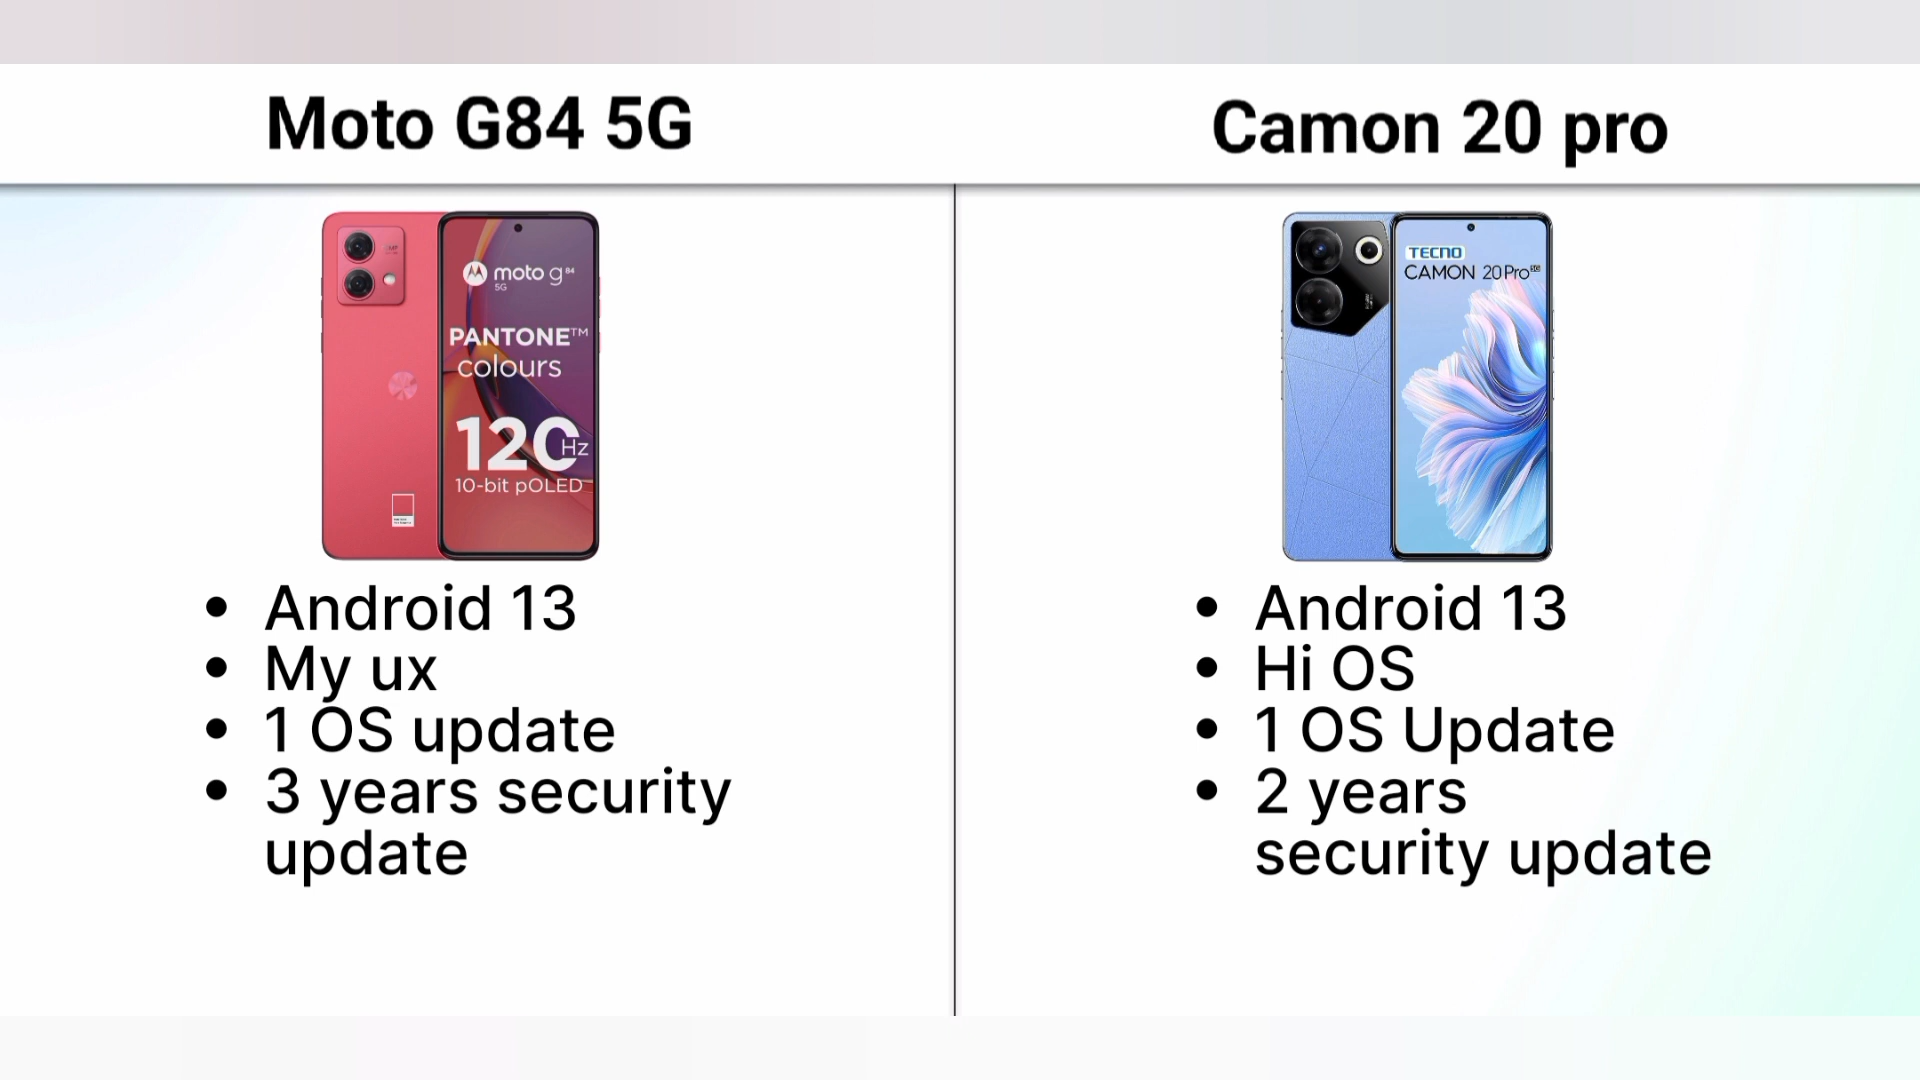 Moto G84 5G
Camon 20 pro
moto g84
5G
PANTONE™
colours
120Hz
10-bit pOLED
TECNO
CAMON 20 Pro 5G
• Android 13
• My ux
• 1 OS update
• 3 years security
update
• Android 13
• Hi OS
• 1 OS Update
• 2 years
security update